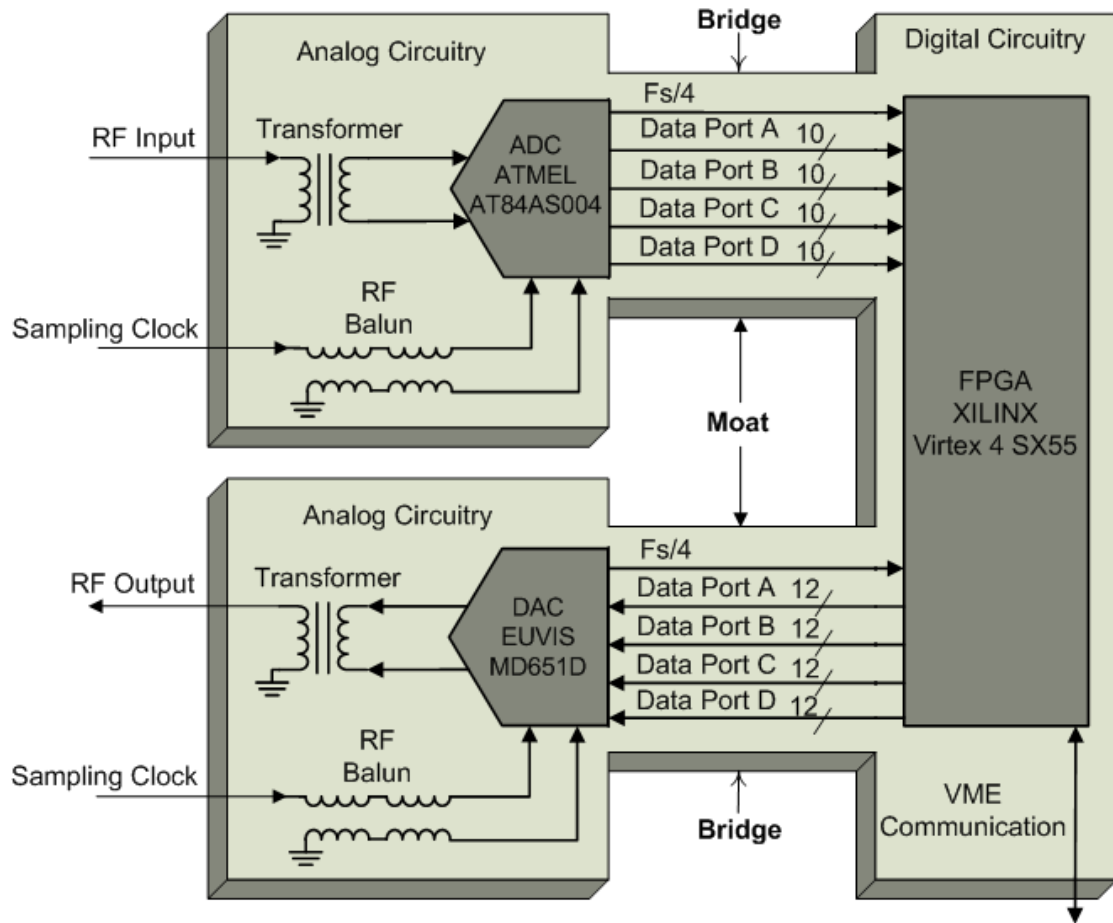 Analog Circuitry
Bridge
Digital Circuitry
RF Input
Transformer
ADC
ATMEL
AT84AS004
Fs/4
Data Port A 10
Data Port B 10
Data Port C 10
Data Port D 10
Sampling Clock
RF
Balun
Moat
FPGA
XILINX
Virtex 4 SX55
Analog Circuitry
RF Output
Transformer
DAC
EUVIS
MD651D
Fs/4
Data Port A 12
Data Port B 12
Data Port C 12
Data Port D 12
Sampling Clock
RF
Balun
Bridge
VME
Communication